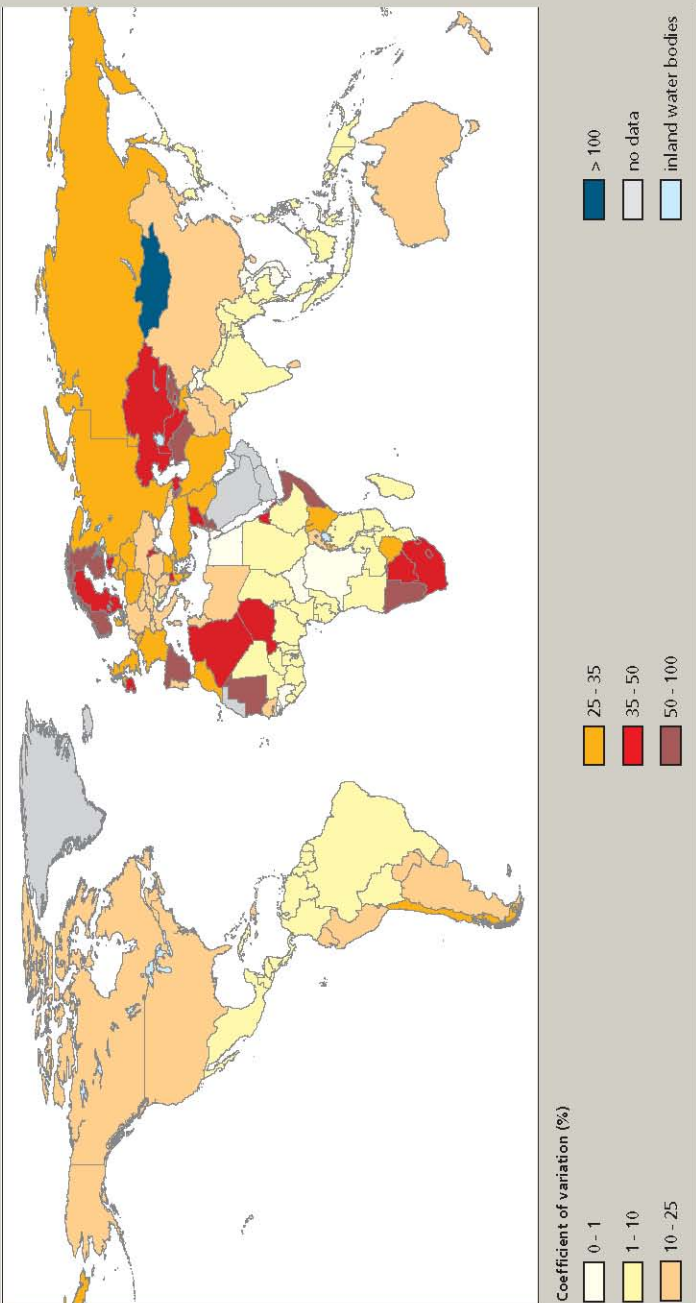 Coefficient of variation (%)
0 - 1
1 - 10
10 - 25
25 - 35
35 - 50
50 - 100
> 100
no data
inland water bodies